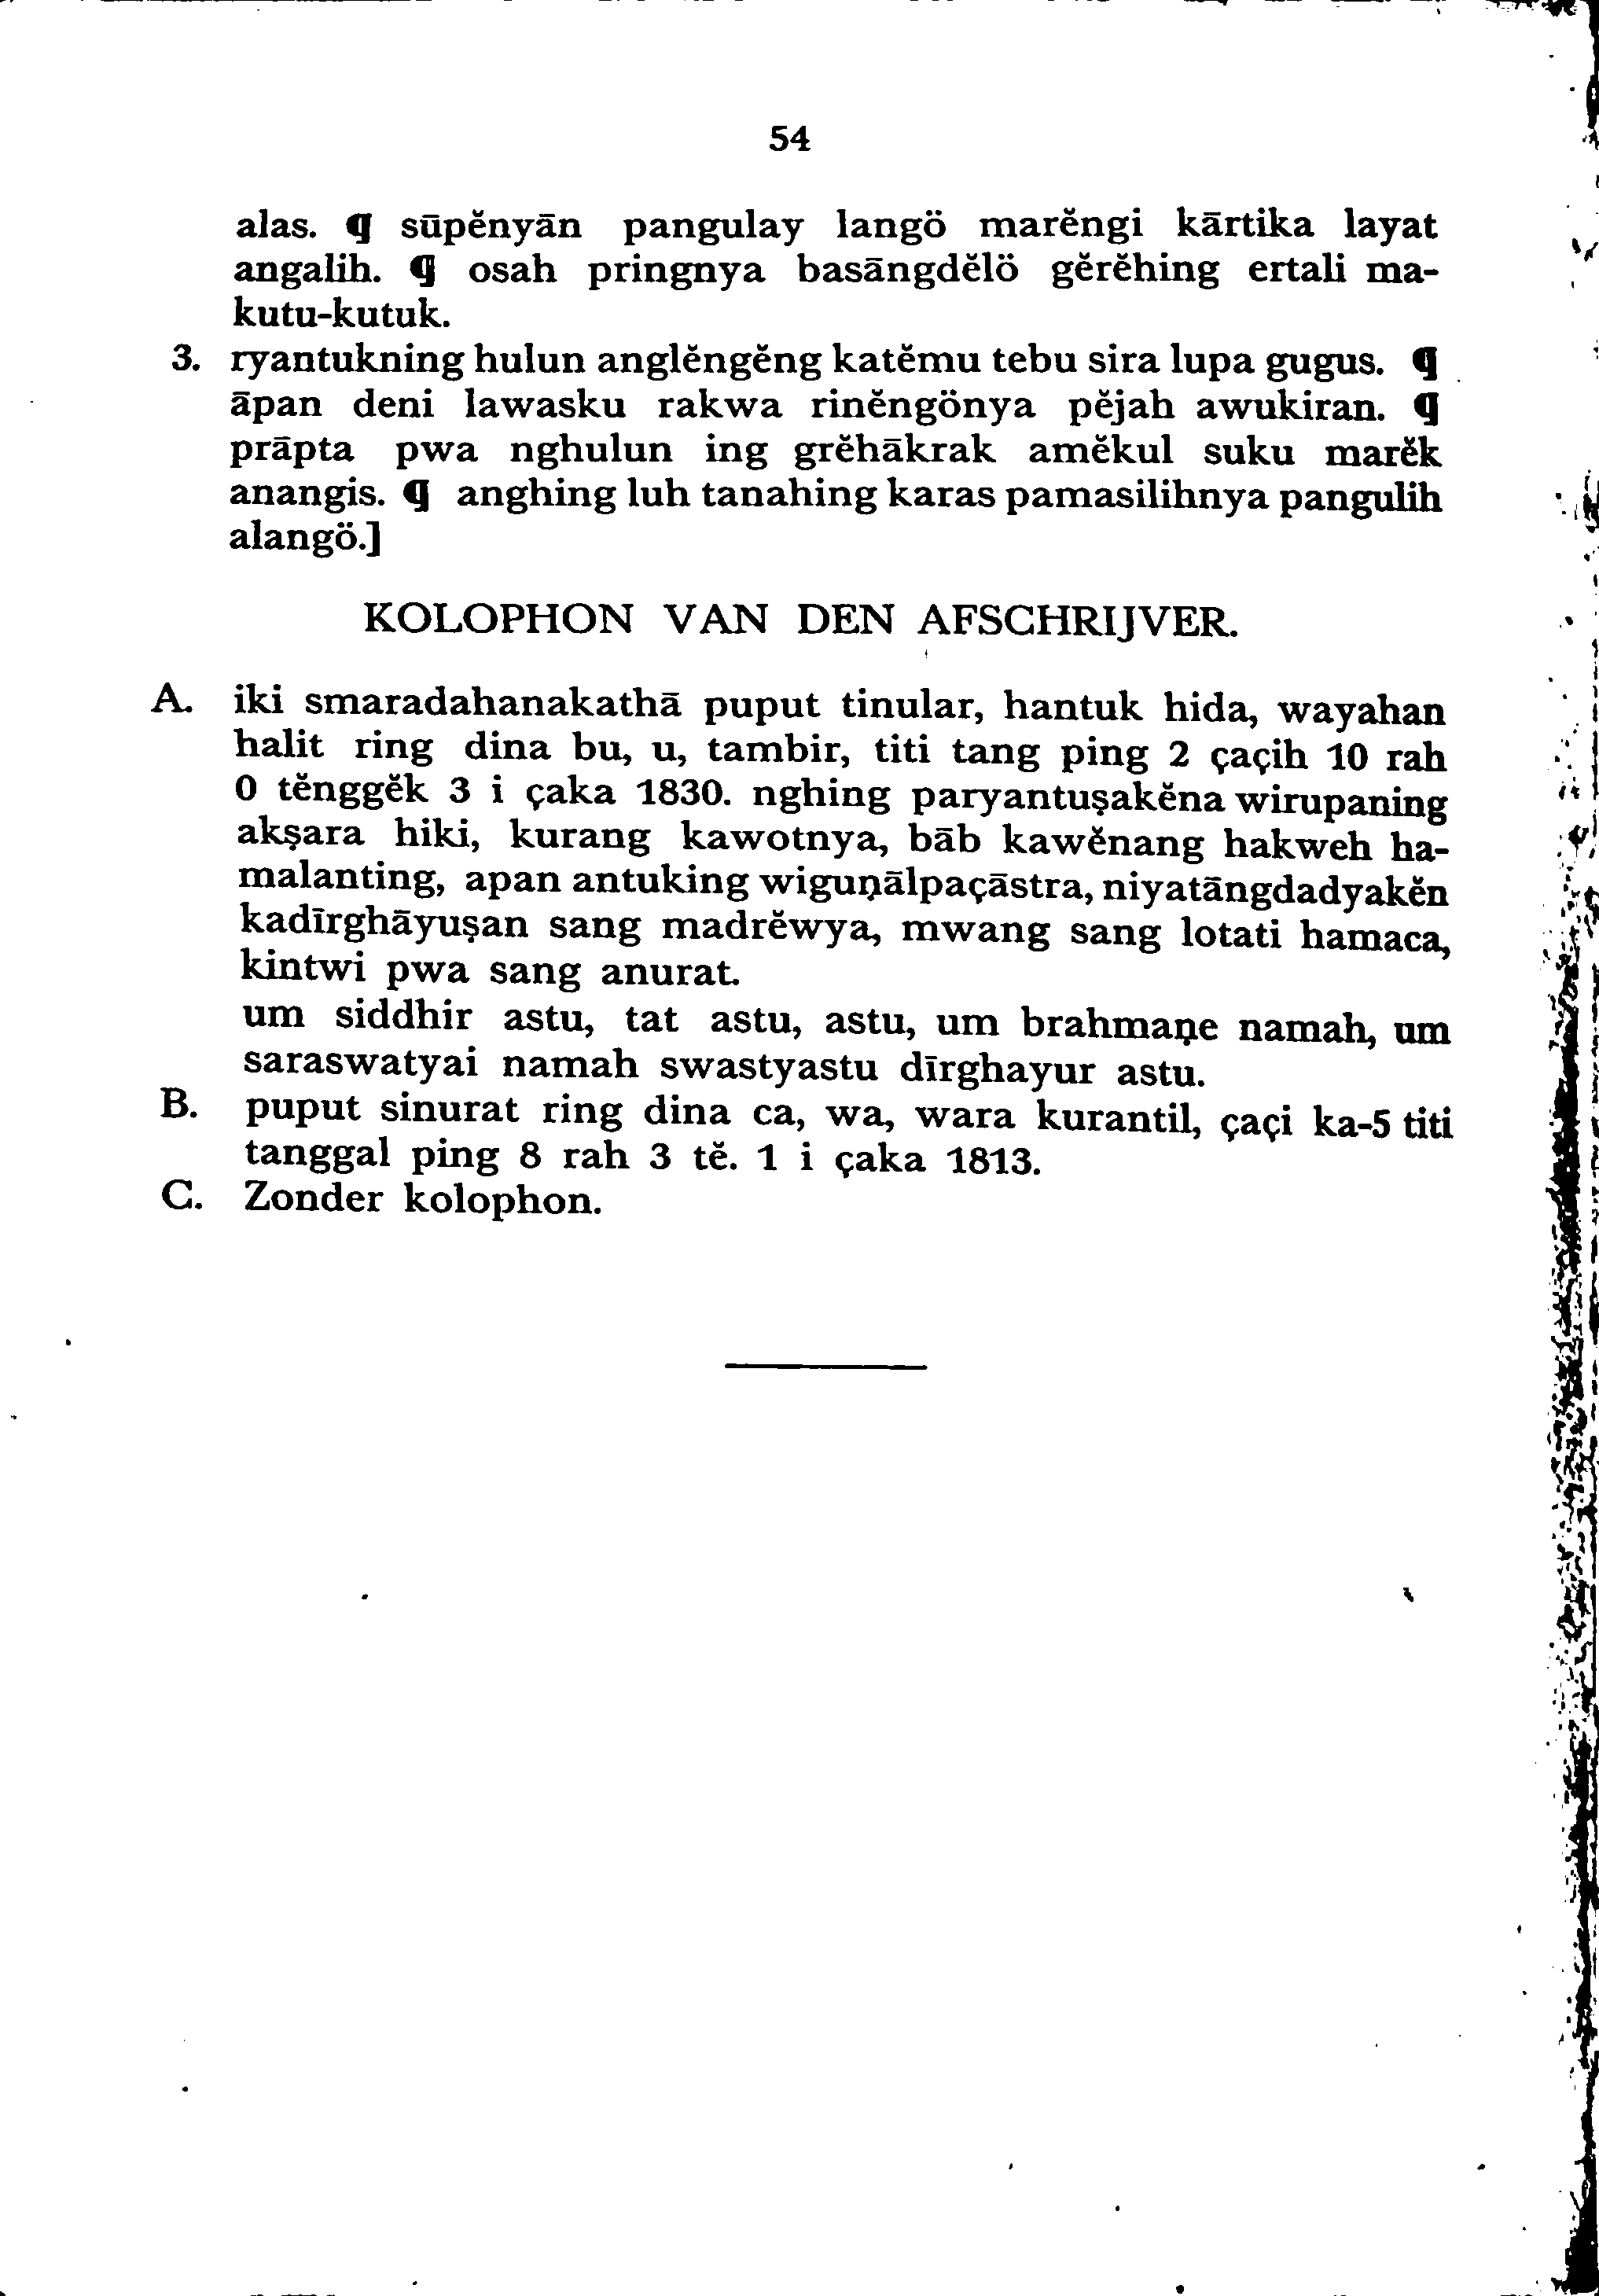 54
alas. ¶ sūpĕnyān pangulay langö marĕngi kārtika layat
angalih. ¶ osah pringnya basāngdĕlö gĕrĕhing ertali ma-
kutu-kutuk.
3. ryantukning hulun anglĕngĕng katĕmu tebu sira lupa gugus. ¶
āpan deni lawasku rakwa rinĕngönya pĕjah awukiran. ¶
prāpta pwa nghulun ing grĕhākrak amĕkul suku marĕk
anangis. ¶ anghing luh tanahing karas pamasilihnya pangulih
alangö.]
KOLOPHON VAN DEN AFSCHRIJVER.
A. iki smaradahanakathā puput tinular, hantuk hida, wayahan
halit ring dina bu, u, tambir, titi tang ping 2 çaçih 10 rah
0 tĕnggĕk 3 i çaka 1830. nghing paryantuṣakĕna wirupaning
akṣara hiki, kurang kawotnya, bāb kawĕnang hakweh ha-
malanting, apan antuking wiguṇālpaçāstra, niyatāngdadyakĕn
kadīrghāyuṣan sang madrĕwya, mwang sang lotati hamaca,
kintwi pwa sang anurat.
um siddhir astu, tat astu, astu, um brahmaṇe namah, um
saraswatyai namah swastyastu dīrghayur astu.
B. puput sinurat ring dina ca, wa, wara kurantil, çaçi ka-5 titi
tanggal ping 8 rah 3 tĕ. 1 i çaka 1813.
C. Zonder kolophon.